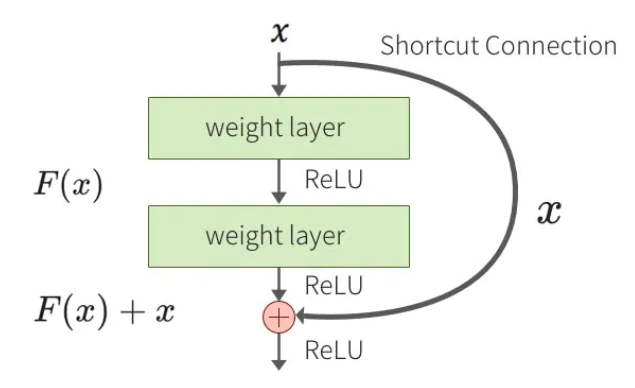 x
Shortcut Connection
weight layer
F(x)
ReLU
x
weight layer
ReLU
F(x) + x
+
ReLU